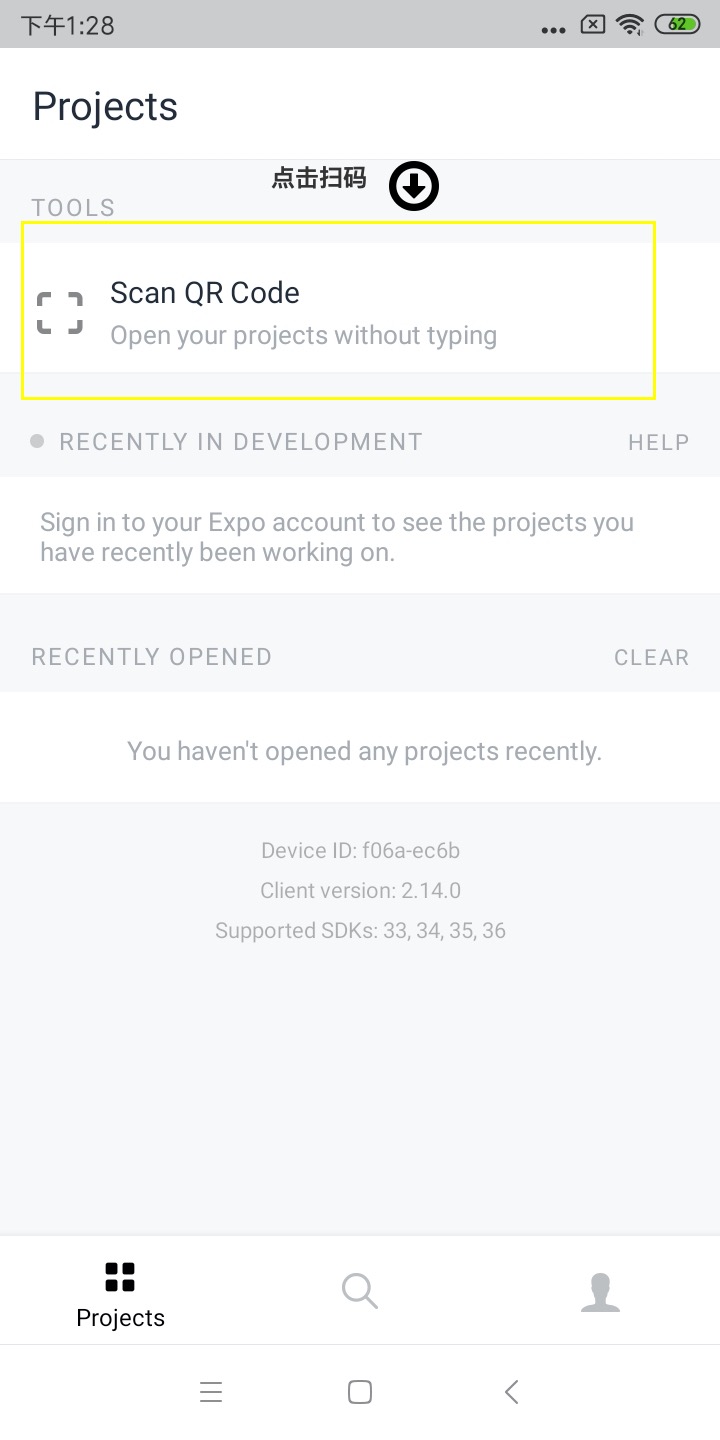 下午1:28
62
Projects
点击扫码
TOOLS
Scan QR Code
Open your projects without typing
RECENTLY IN DEVELOPMENT
HELP
Sign in to your Expo account to see the projects you
have recently been working on.
RECENTLY OPENED
CLEAR
You haven't opened any projects recently.
Device ID: f06a-ec6b
Client version: 2.14.0
Supported SDKs: 33, 34, 35, 36
Projects